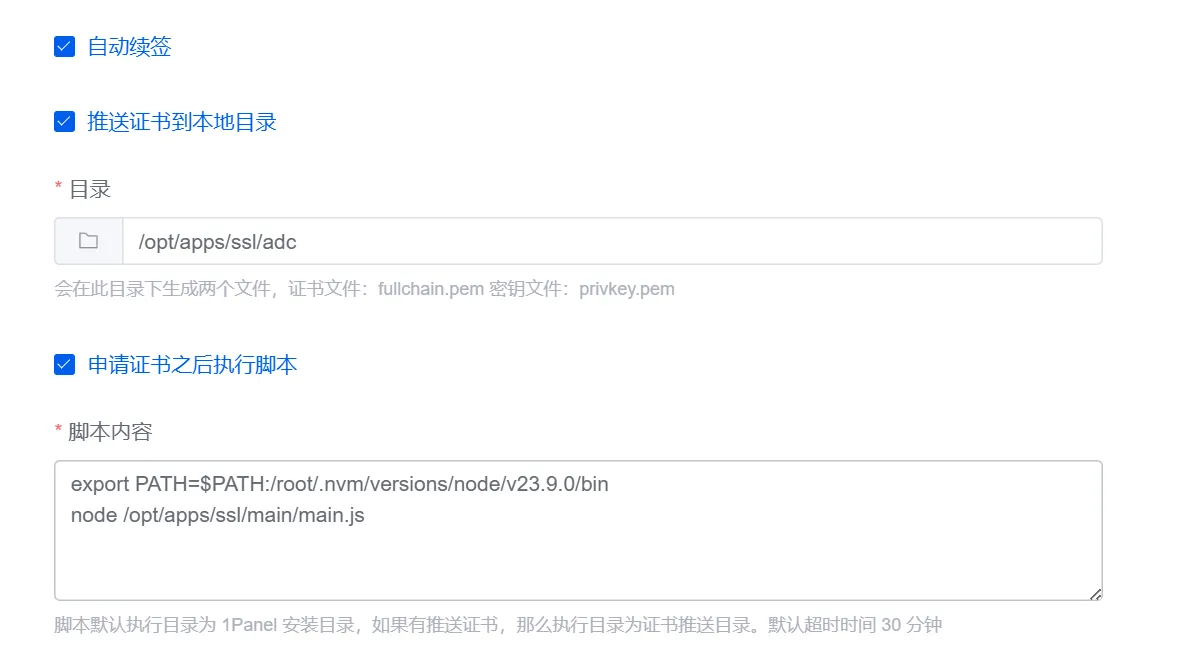 自动续签
推送证书到本地目录
* 目录
/opt/apps/ssl/adc
会在此目录下生成两个文件，证书文件：fullchain.pem 密钥文件：privkey.pem
申请证书之后执行脚本
* 脚本内容
export PATH=$PATH:/root/.nvm/versions/node/v23.9.0/bin
node /opt/apps/ssl/main/main.js
脚本默认执行目录为 1Panel 安装目录，如果有推送证书，那么执行目录为证书推送目录。默认超时时间 30 分钟